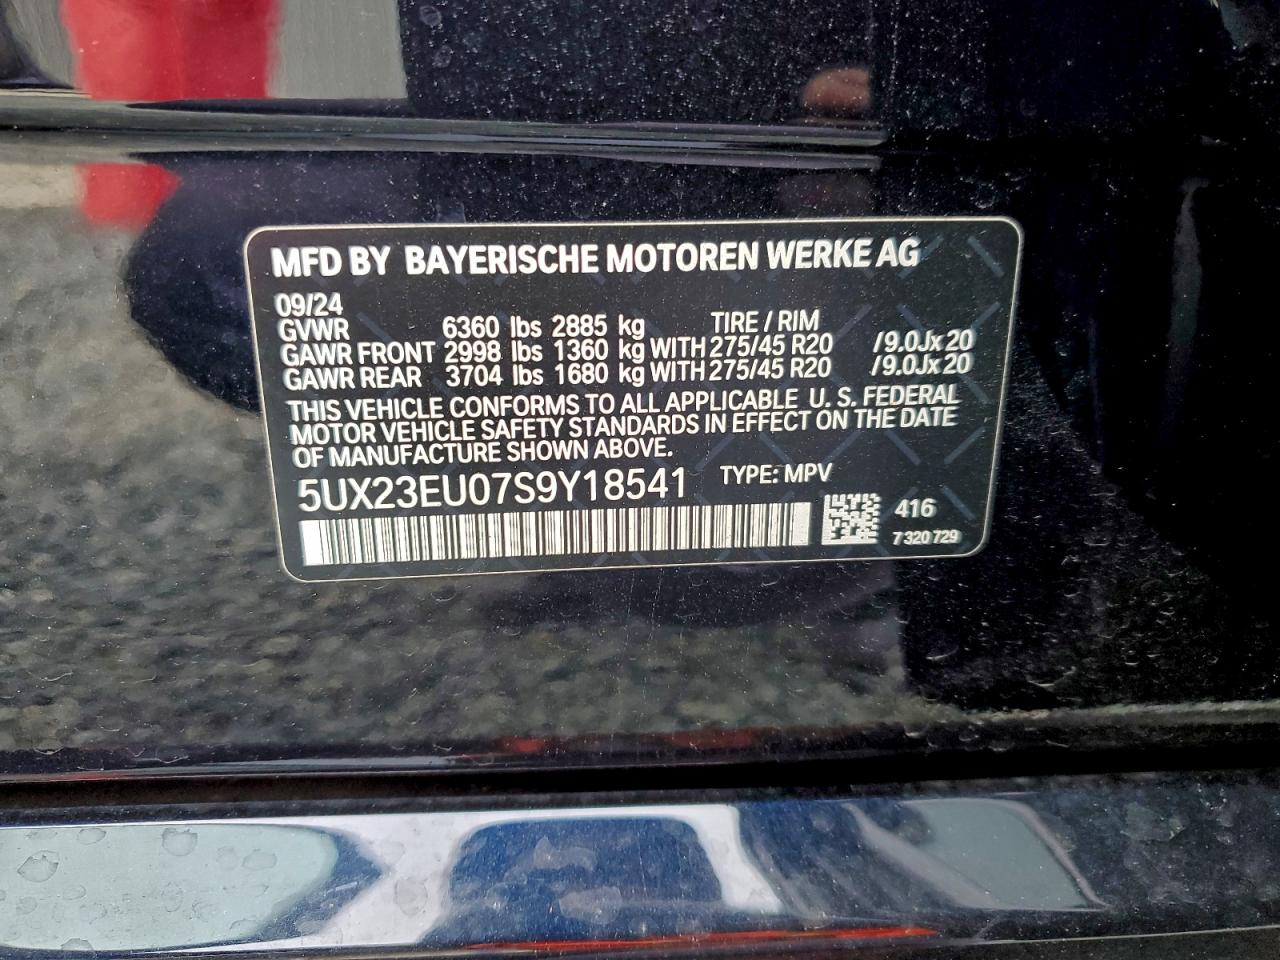 MFD BY BAYERISCHE MOTOREN WERKE AG
09/24
GVWR 6360 lbs 2885 kg TIRE / RIM
GAWR FRONT 2998 lbs 1360 kg WITH 275/45 R20 /9.0Jx20
GAWR REAR 3704 lbs 1680 kg WITH 275/45 R20 /9.0Jx20
THIS VEHICLE CONFORMS TO ALL APPLICABLE U. S. FEDERAL
MOTOR VEHICLE SAFETY STANDARDS IN EFFECT ON THE DATE
OF MANUFACTURE SHOWN ABOVE.
5UX23EU07S9Y18541 TYPE: MPV
416
7 320 729